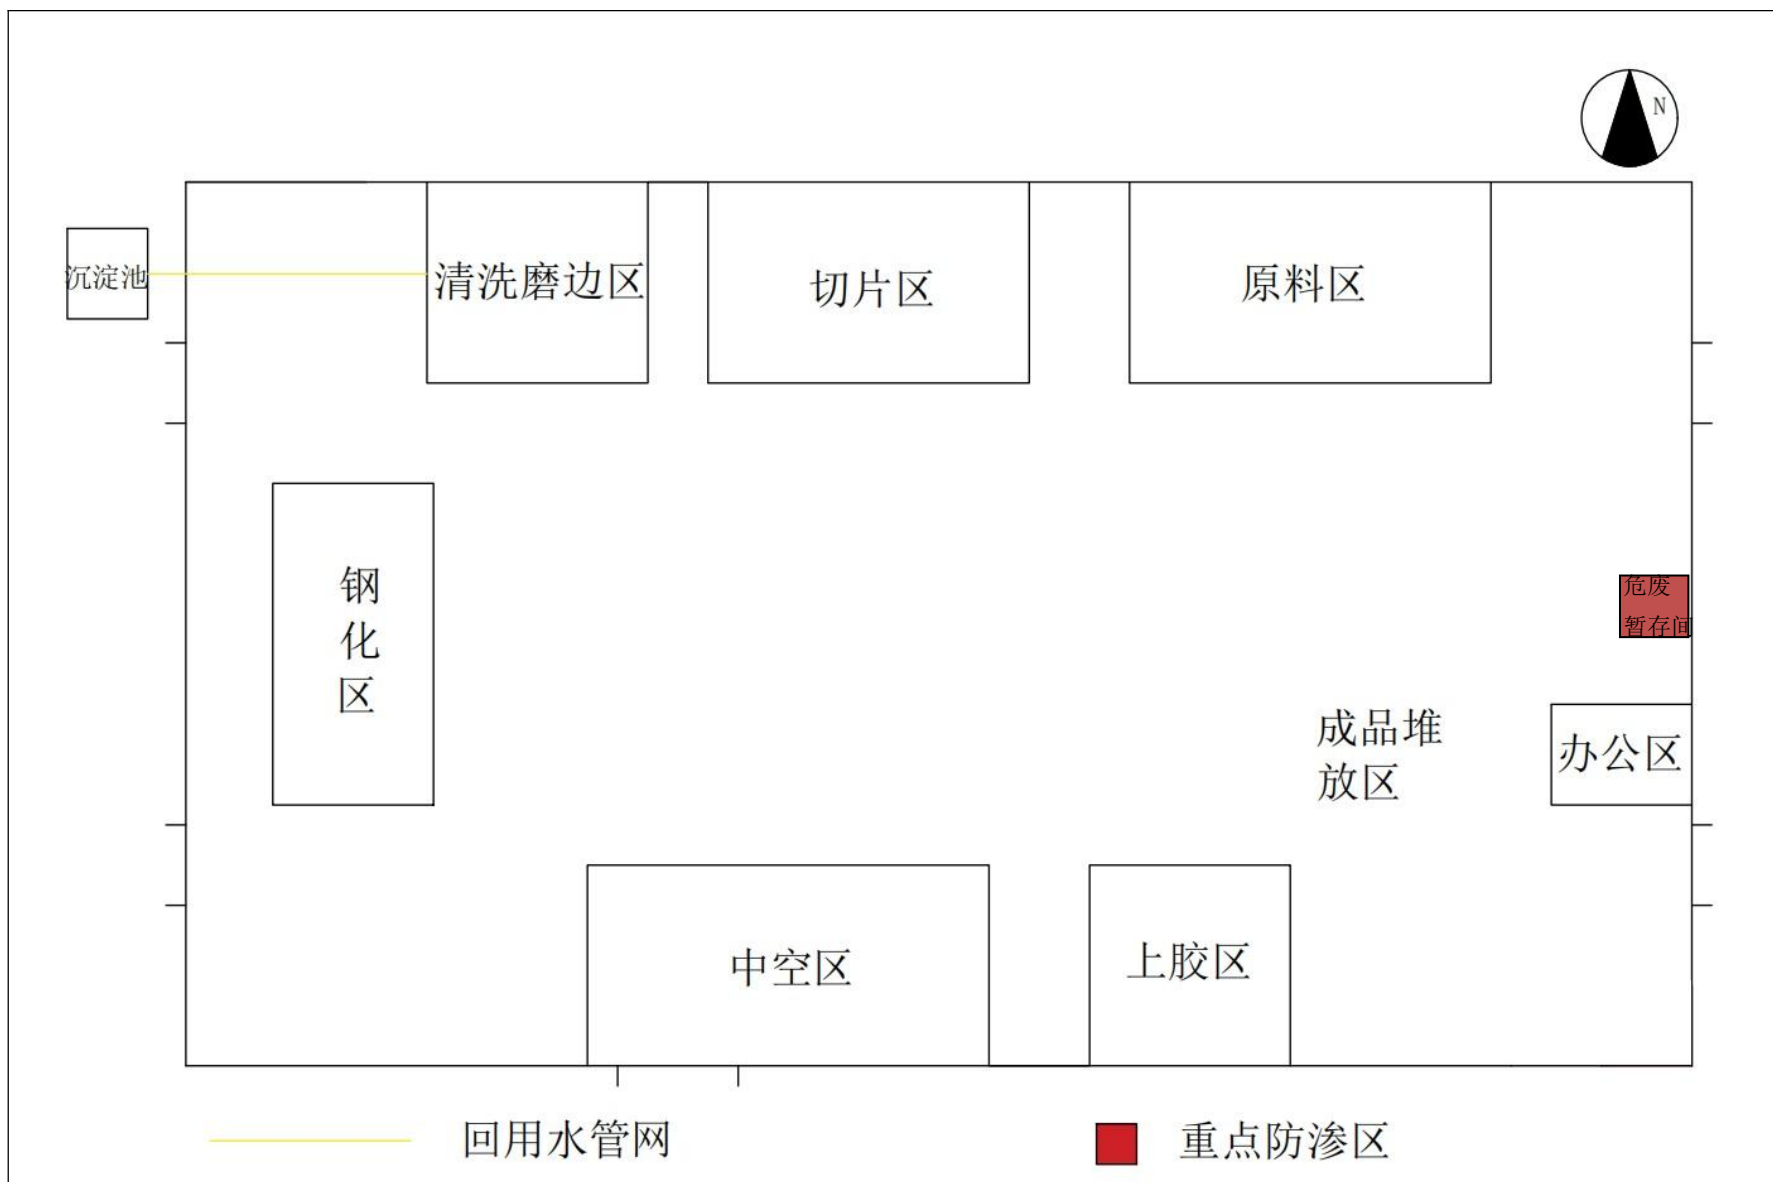 N
沉淀池
清洗磨边区
切片区
原料区
钢
化
区
危废
暂存间
成品堆
放区
办公区
中空区
上胶区
回用水管网
重点防渗区